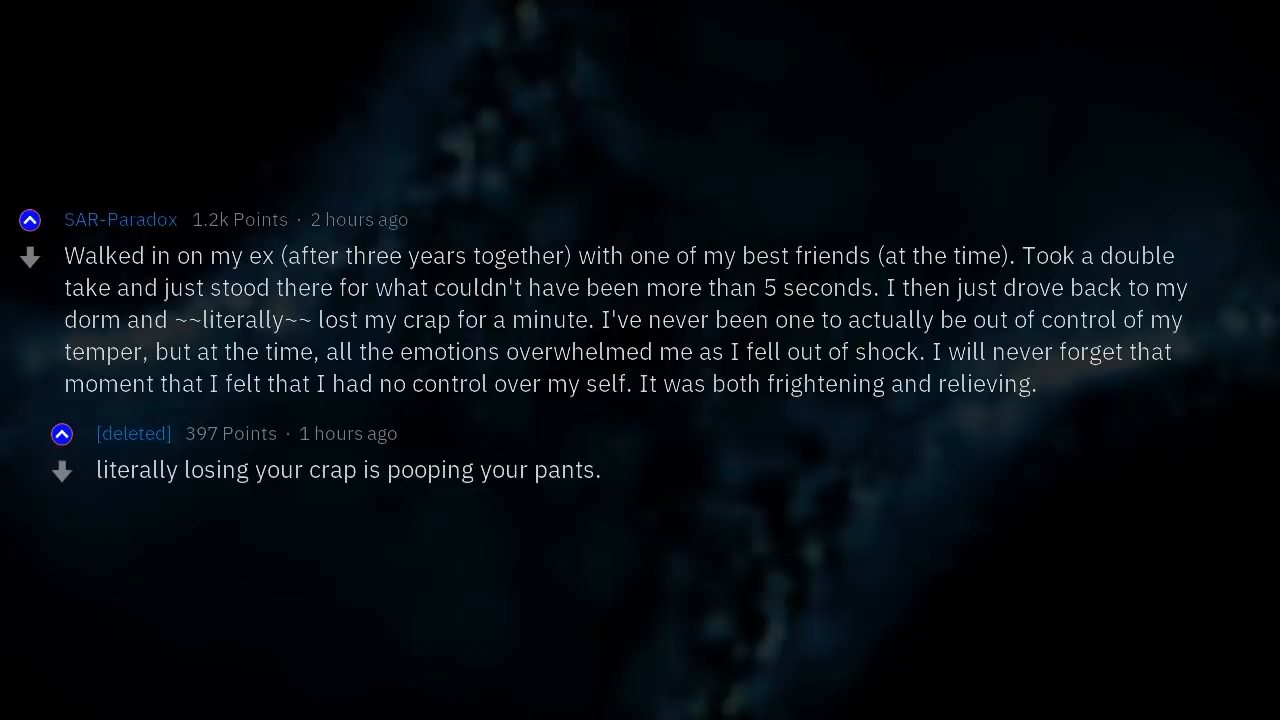 SAR-Paradox 1.2k Points · 2 hours ago
Walked in on my ex (after three years together) with one of my best friends (at the time). Took a double
take and just stood there for what couldn't have been more than 5 seconds. I then just drove back to my
dorm and ~~literally~~ lost my crap for a minute. I've never been one to actually be out of control of my
temper, but at the time, all the emotions overwhelmed me as I fell out of shock. I will never forget that
moment that I felt that I had no control over my self. It was both frightening and relieving.
[deleted] 397 Points · 1 hours ago
literally losing your crap is pooping your pants.